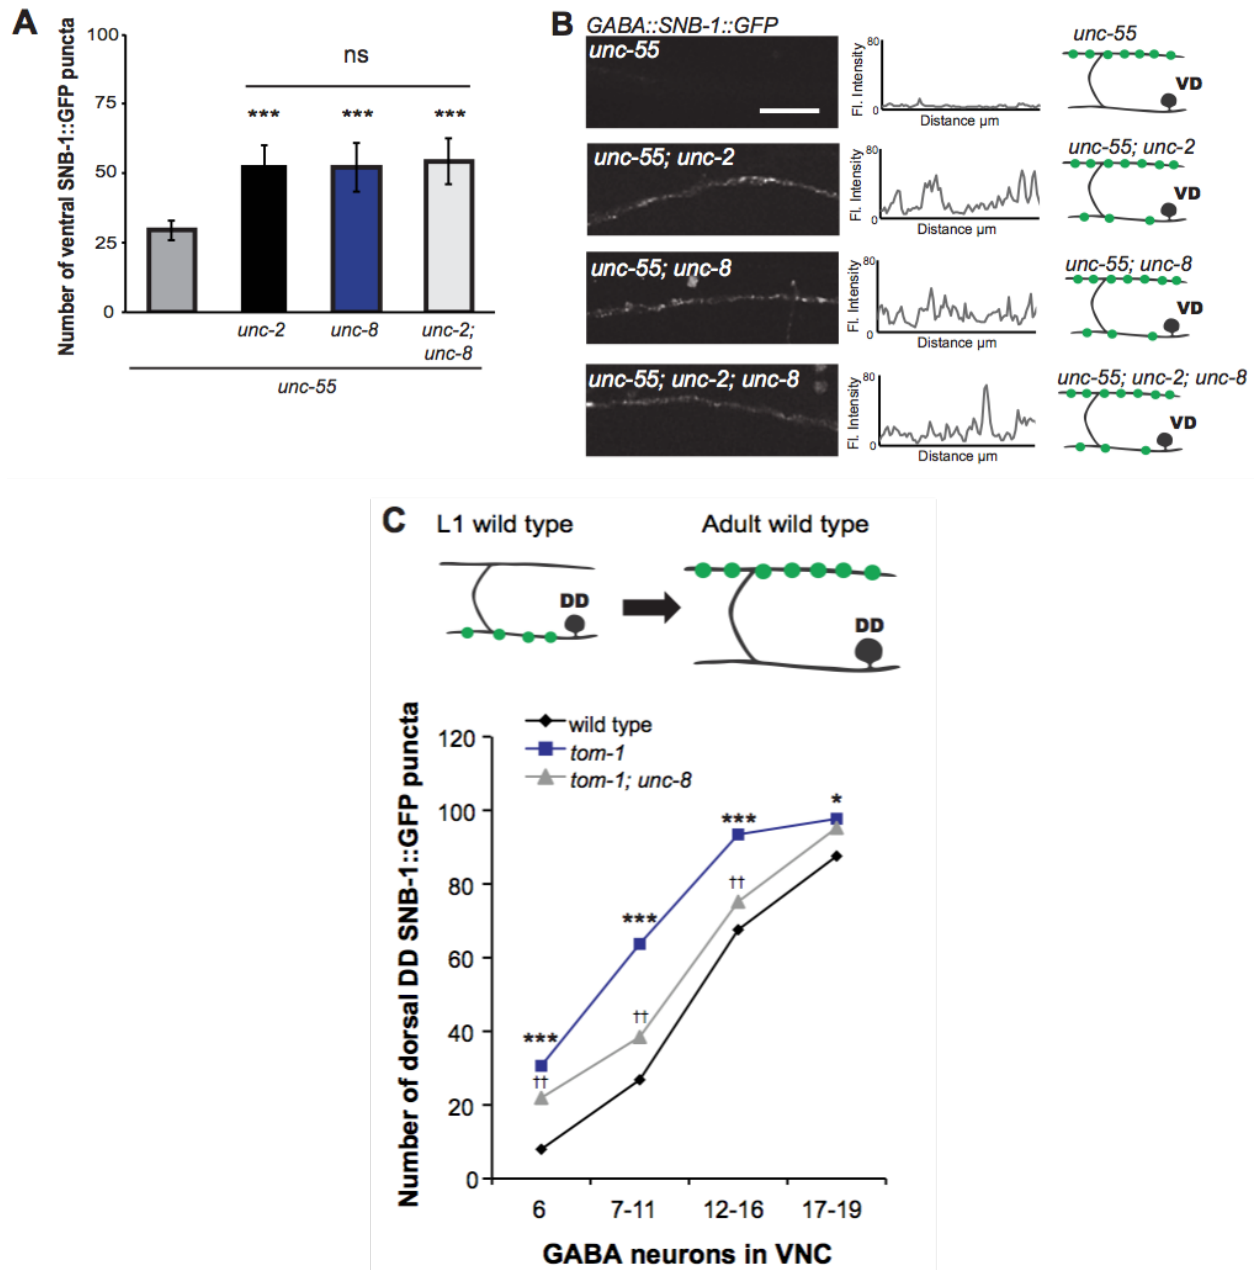 A
Number of ventral SNB-1::GFP puncta
100
75
50
25
0
ns
***
***
***
unc-2
unc-8
unc-2;
unc-8
unc-55
B
GABA::SNB-1::GFP
unc-55
Fl. Intensity
80
0
Distance µm
unc-55
VD
unc-55; unc-2
Fl. Intensity
80
0
Distance µm
unc-55; unc-2
VD
unc-55; unc-8
Fl. Intensity
80
0
Distance µm
unc-55; unc-8
VD
unc-55; unc-2; unc-8
Fl. Intensity
80
0
Distance µm
unc-55; unc-2; unc-8
VD
C
L1 wild type
Adult wild type
DD
DD
Number of dorsal DD SNB-1::GFP puncta
wild type
tom-1
tom-1; unc-8
120
100
80
60
40
20
0
***
††
***
††
***
††
*
6
7-11
12-16
17-19
GABA neurons in VNC